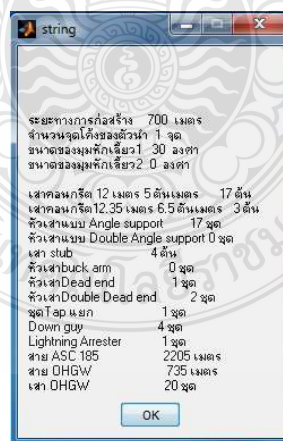 string
ระยะทางการก่อสร้าง 700 เมตร
จำนวนจุดโค้งของตัวนำ 1 จุด
ขนาดของมุมหักเลี้ยว1 30 องศา
ขนาดของมุมหักเลี้ยว2 0 องศา
เสาคอนกรีต 12 เมตร 5 ตันเมตร 17 ต้น
เสาคอนกรีต12.35 เมตร 6.5 ตันเมตร 3 ต้น
หัวเสาแบบ Angle support 17 ชุด
หัวเสาแบบ Double Angle support 0 ชุด
เสา stub 4 ต้น
หัวเสาbuck arm 0 ชุด
หัวเสาDead end 1 ชุด
หัวเสาDouble Dead end 2 ชุด
ชุดTap แยก 1 ชุด
Down guy 4 ชุด
Lightning Arrester 1 ชุด
สาย ASC 185 2205 เมตร
สาย OHGW 735 เมตร
เสา OHGW 20 ชุด
OK